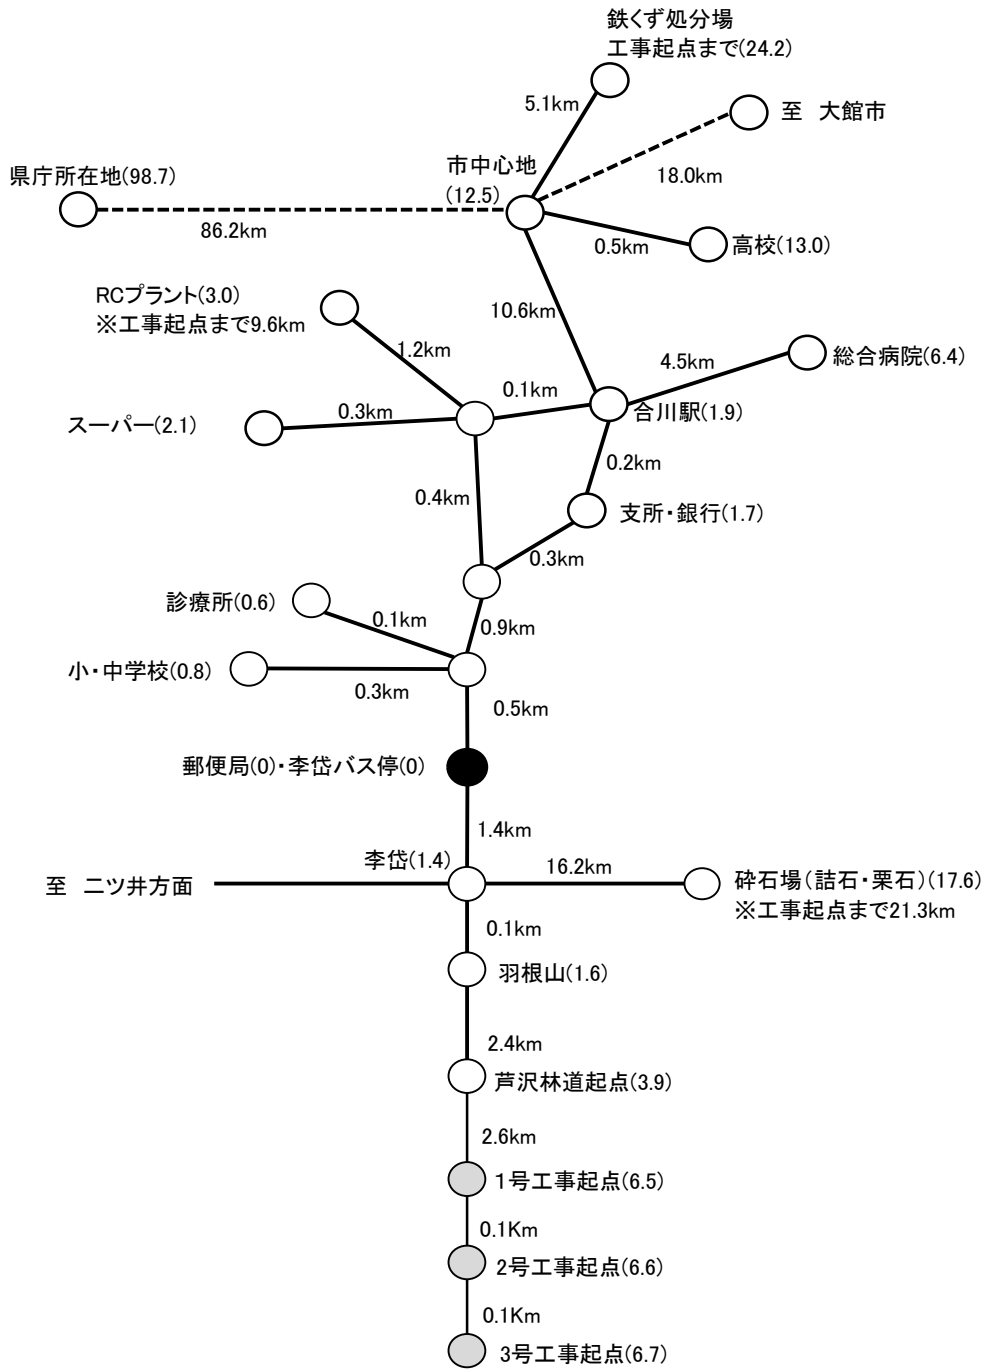 鉄くず処分場
工事起点まで(24.2)
5.1km
至　大館市
市中心地
(12.5)
18.0km
県庁所在地(98.7)
86.2km
0.5km
高校(13.0)
RCプラント(3.0)
※工事起点まで9.6km
10.6km
1.2km
4.5km
総合病院(6.4)
0.1km
合川駅(1.9)
スーパー(2.1)
0.3km
0.2km
0.4km
支所・銀行(1.7)
0.3km
診療所(0.6)
0.1km
0.9km
小・中学校(0.8)
0.3km
0.5km
郵便局(0)・李岱バス停(0)
1.4km
李岱(1.4)
16.2km
至　二ツ井方面
砕石場(詰石・栗石)(17.6)
※工事起点まで21.3km
0.1km
羽根山(1.6)
2.4km
芦沢林道起点(3.9)
2.6km
1号工事起点(6.5)
0.1Km
2号工事起点(6.6)
0.1Km
3号工事起点(6.7)